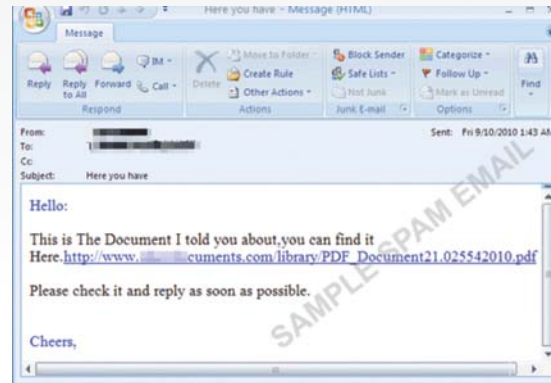 Here you have - Message (HTML)
Message
Reply
Reply to All
Forward
IM
Call
Respond
Delete
Move to Folder
Create Rule
Other Actions
Actions
Block Sender
Safe Lists
Not Junk
Junk E-mail
Categorize
Follow Up
Mark as Unread
Options
Find
From:
Sent: Fri 9/10/2010 1:43 AM
To:
Cc
Subject: Here you have
Hello:
This is The Document I told you about,you can find it
Here.http://www. cuments.com/library/PDF_Document21.025542010.pdf
Please check it and reply as soon as possible.
Cheers,
SAMPLE SPAM EMAIL